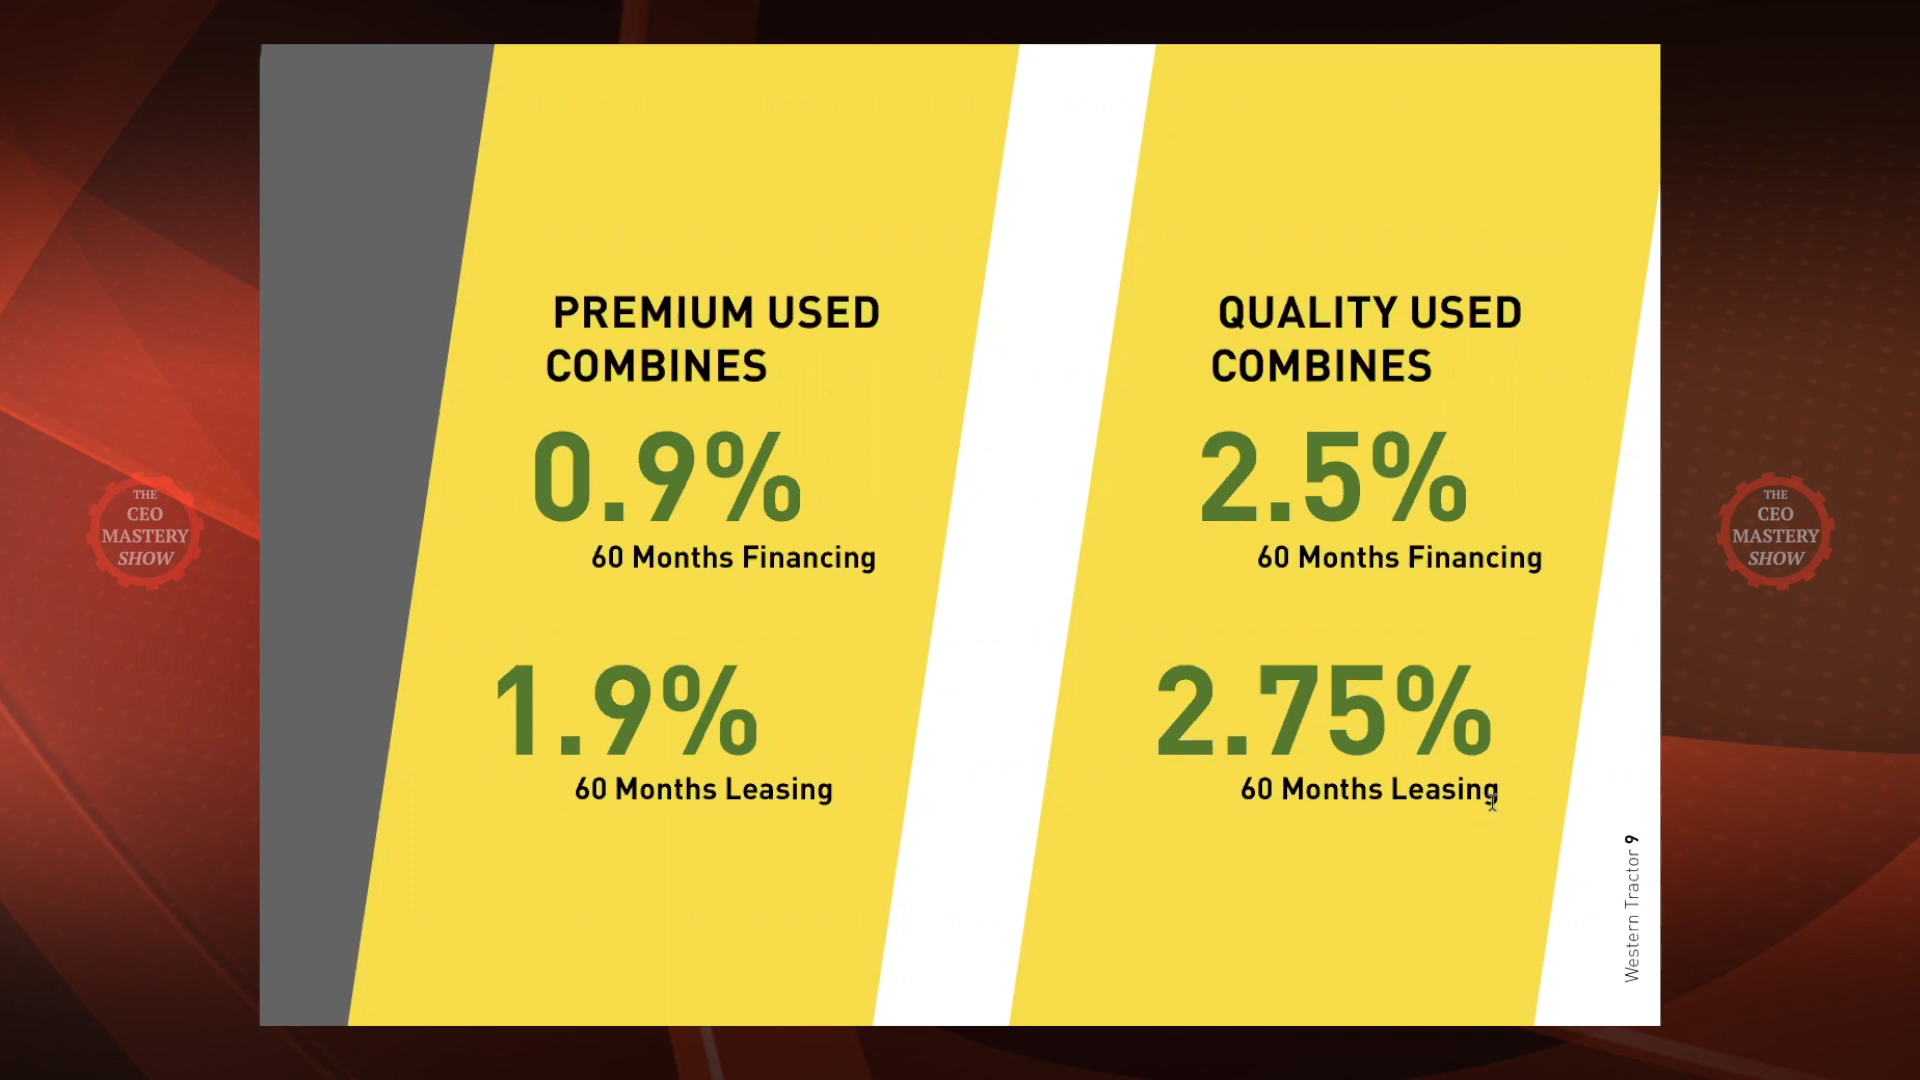 PREMIUM USED
COMBINES
0.9%
60 Months Financing
1.9%
60 Months Leasing
QUALITY USED
COMBINES
2.5%
60 Months Financing
2.75%
60 Months Leasing
Western Tractor 9
THE
CEO
MASTERY
SHOW
THE
CEO
MASTERY
SHOW